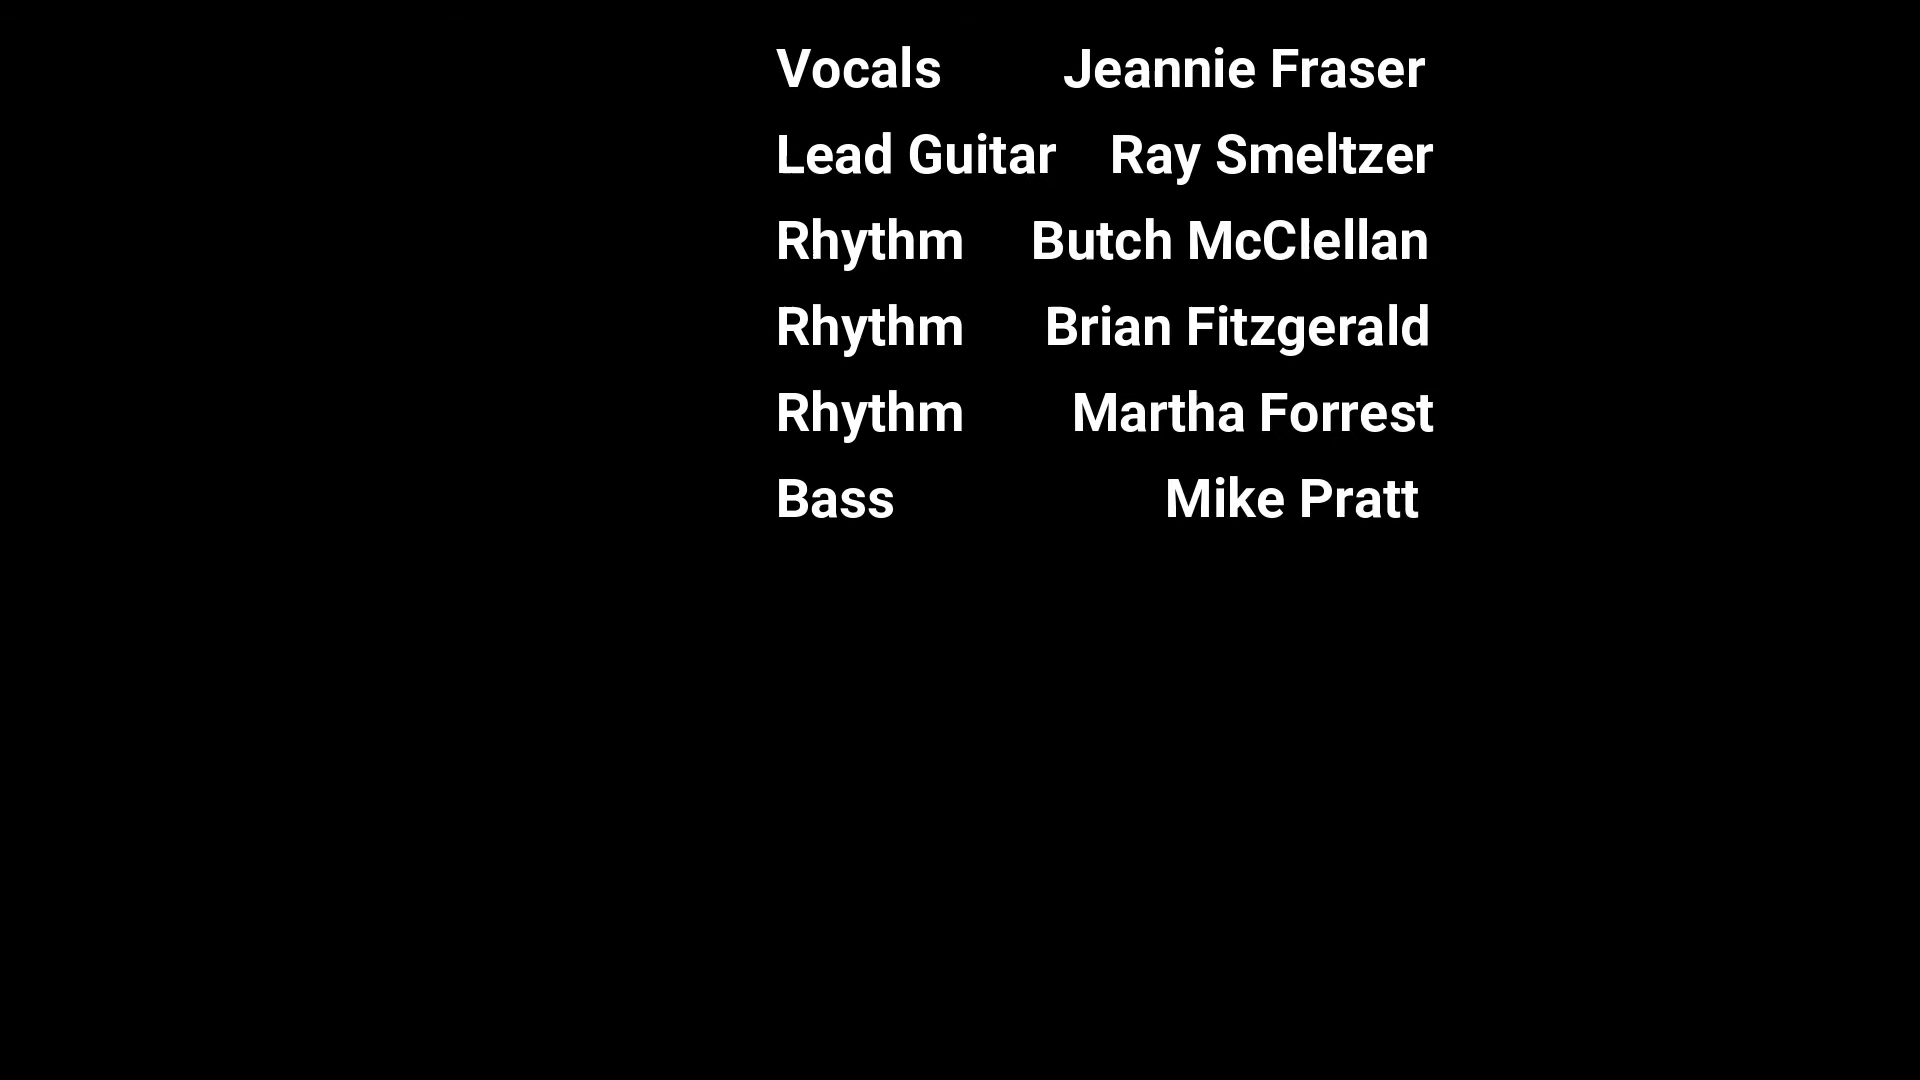 Vocals Jeannie Fraser
Lead Guitar Ray Smeltzer
Rhythm Butch McClellan
Rhythm Brian Fitzgerald
Rhythm Martha Forrest
Bass Mike Pratt